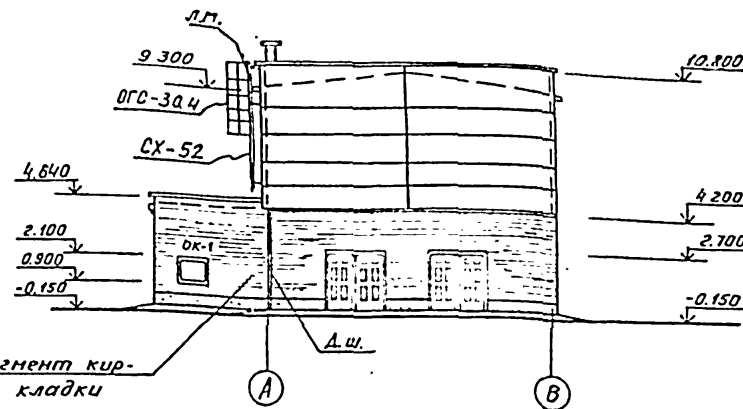 л.м.
9 300
10.800
ОГС-30.4
СХ-52
4.640
4 200
2.100
ОК-1
2.700
0.900
-0.150
-0.150
Д.ш.
гмент кир-
кладки
А
В